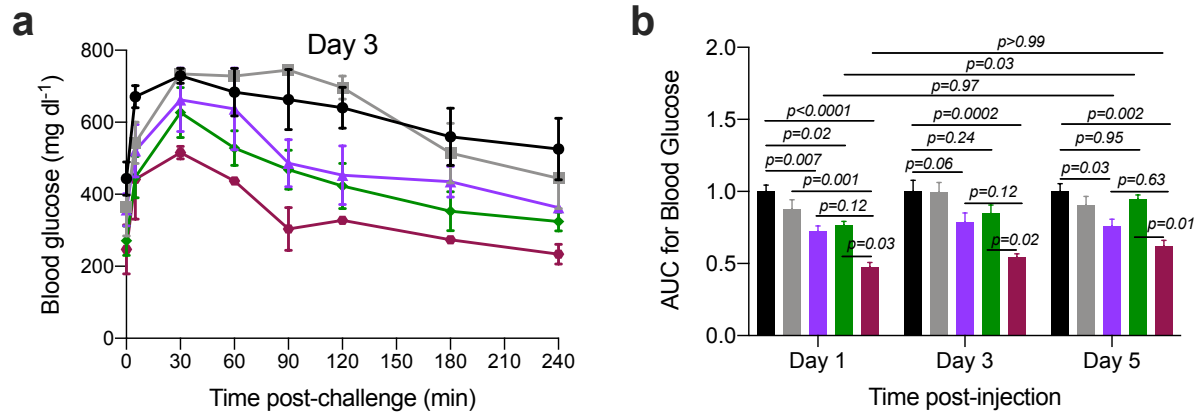 a
Day 3
Blood glucose (mg dl-1)
800
600
400
200
0
0 30 60 90 120 150 180 210 240
Time post-challenge (min)
b
AUC for Blood Glucose
2.0
1.5
1.0
0.5
0.0
p>0.99
p=0.03
p=0.97
p<0.0001
p=0.02
p=0.007
p=0.001
p=0.12
p=0.03
p=0.0002
p=0.24
p=0.06
p=0.12
p=0.02
p=0.002
p=0.95
p=0.03
p=0.63
p=0.01
Day 1 Day 3 Day 5
Time post-injection